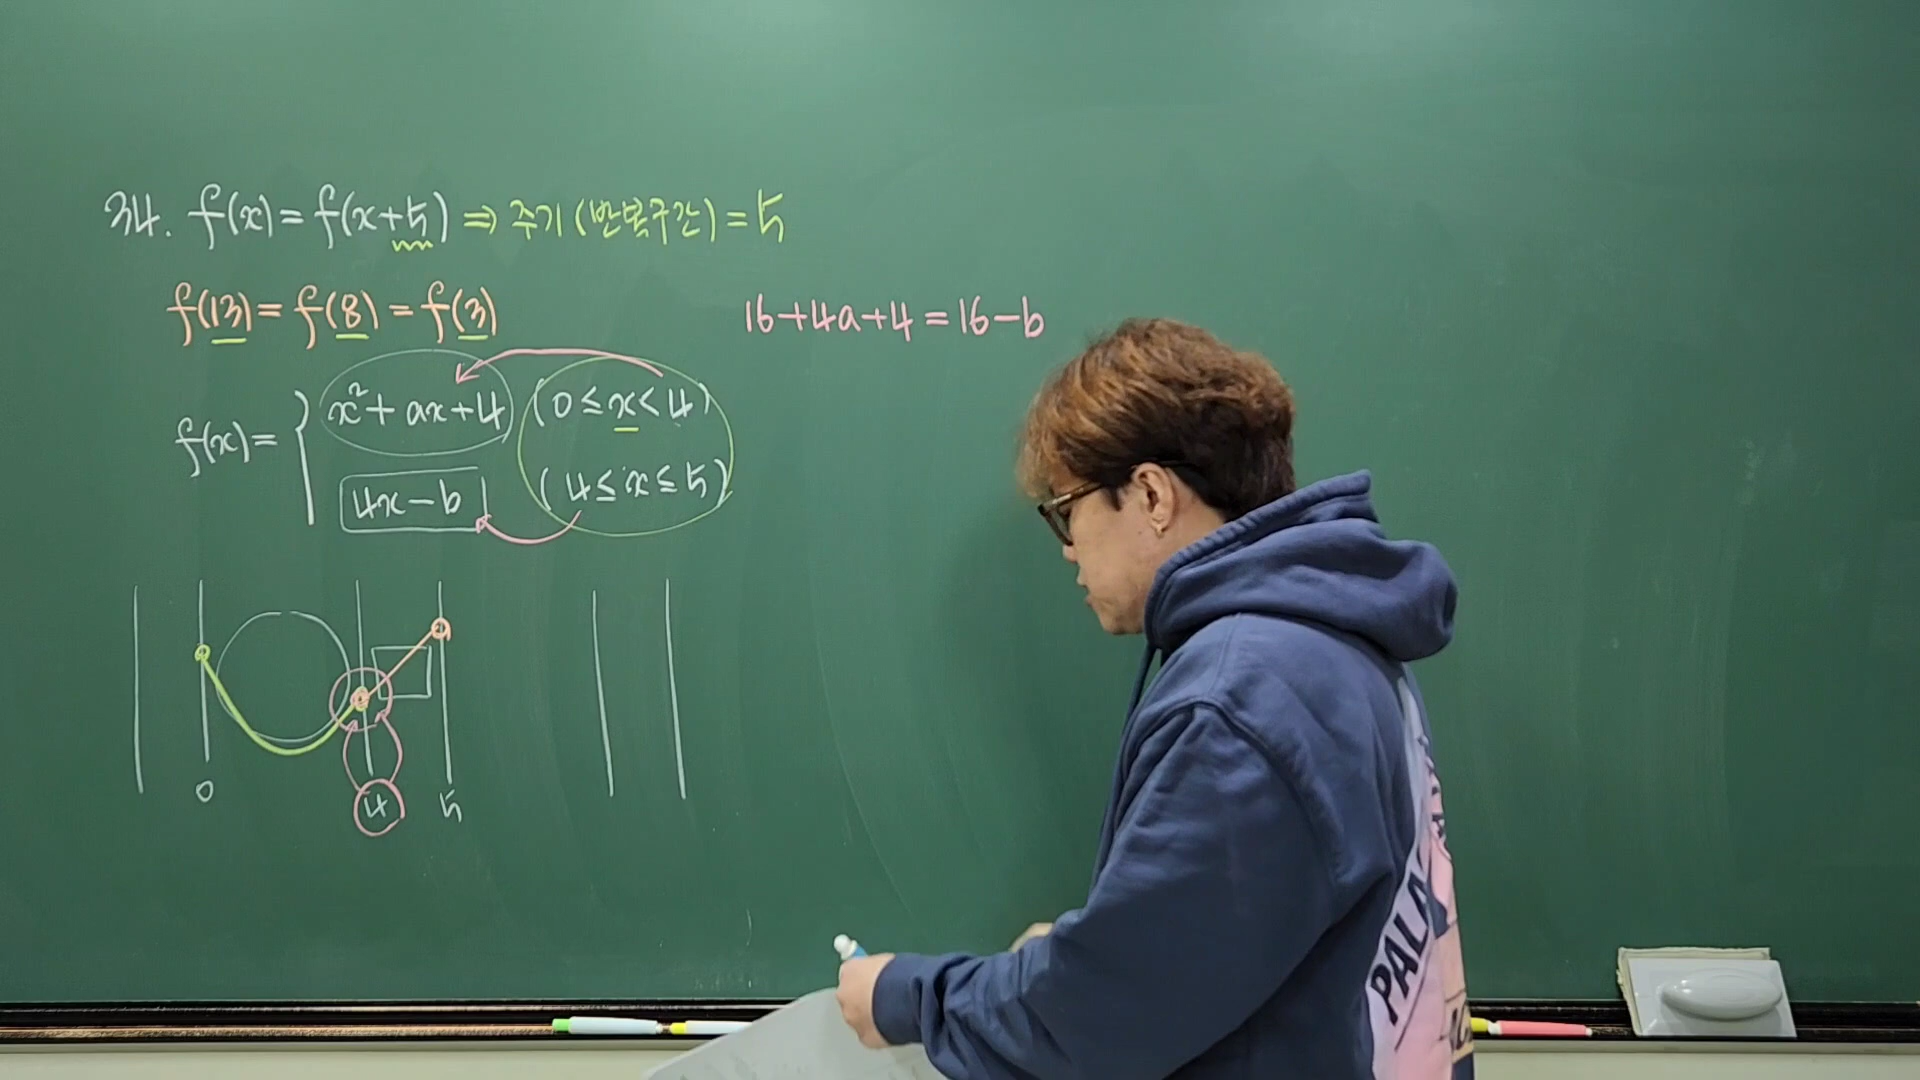 34. f(x) = f(x+5) ⇒ 주기 (반복구간) = 5
f(13) = f(8) = f(3)
16+4a+4 = 16-b
f(x) = { x²+ax+4 (0≤x<4)
4x-b (4≤x≤5)
0 4 5
PALA